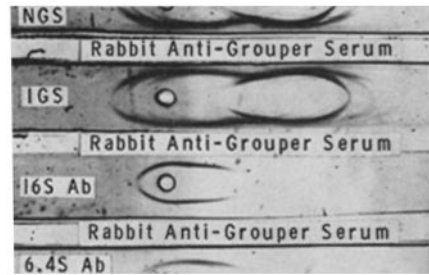 NGS
Rabbit Anti-Grouper Serum
IGS
Rabbit Anti-Grouper Serum
16S Ab
Rabbit Anti-Grouper Serum
6.4S Ab